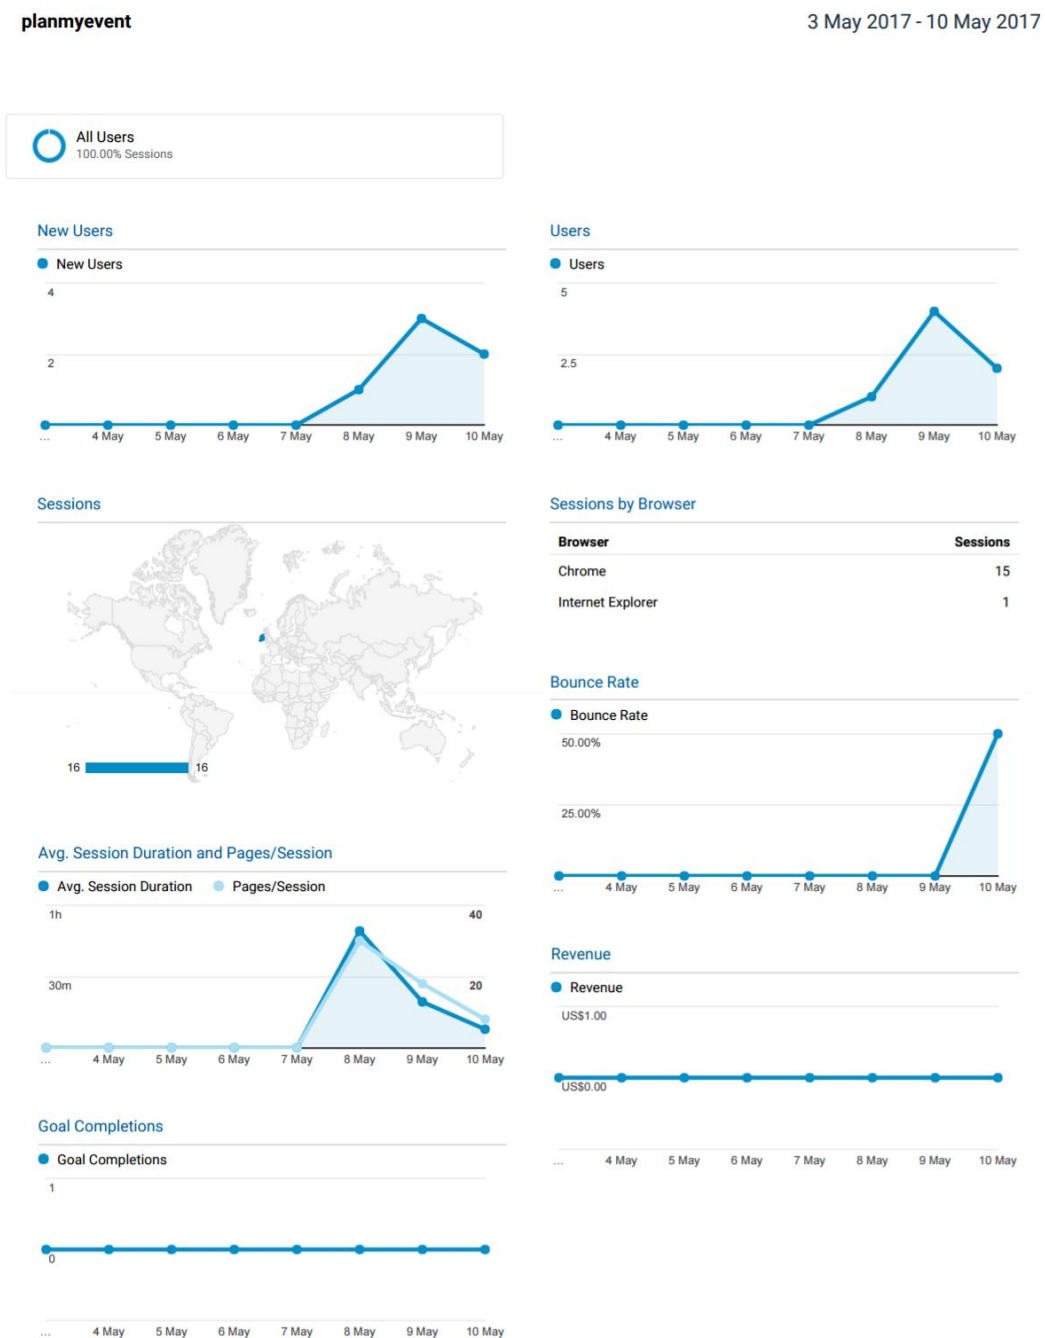 planmyevent
3 May 2017 - 10 May 2017
All Users
100.00% Sessions
New Users
New Users
4
2
... 4 May 5 May 6 May 7 May 8 May 9 May 10 May
Users
Users
5
2.5
... 4 May 5 May 6 May 7 May 8 May 9 May 10 May
Sessions
16 16
Sessions by Browser
Browser Sessions
Chrome 15
Internet Explorer 1
Bounce Rate
Bounce Rate
50.00%
25.00%
... 4 May 5 May 6 May 7 May 8 May 9 May 10 May
Avg. Session Duration and Pages/Session
Avg. Session Duration Pages/Session
1h 40
30m 20
... 4 May 5 May 6 May 7 May 8 May 9 May 10 May
Revenue
Revenue
US$1.00
US$0.00
... 4 May 5 May 6 May 7 May 8 May 9 May 10 May
Goal Completions
Goal Completions
1
0
... 4 May 5 May 6 May 7 May 8 May 9 May 10 May